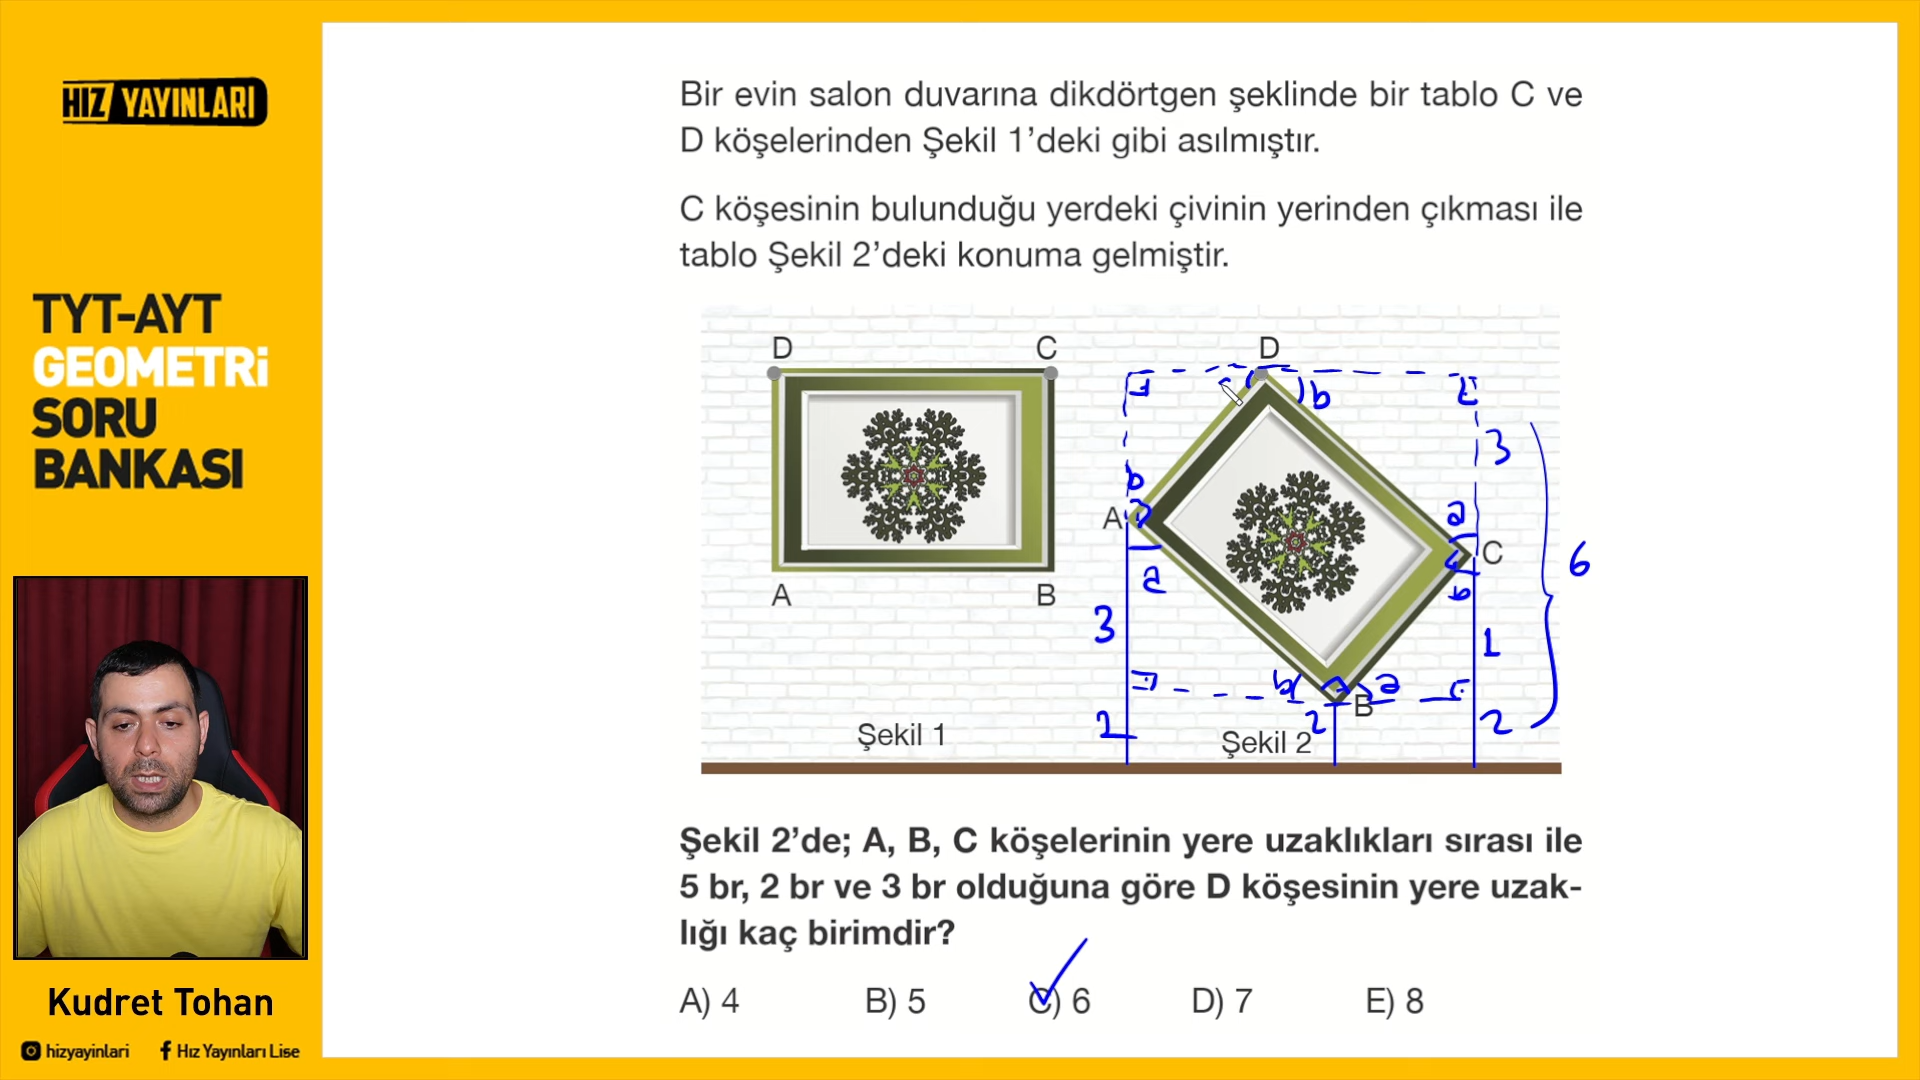 HIZ YAYINLARI
TYT-AYT
GEOMETRİ
SORU
BANKASI
Kudret Tohan
hizyayinlari
Hız Yayınları Lise
Bir evin salon duvarına dikdörtgen şeklinde bir tablo C ve
D köşelerinden Şekil 1’deki gibi asılmıştır.
C köşesinin bulunduğu yerdeki çivinin yerinden çıkması ile
tablo Şekil 2’deki konuma gelmiştir.
D
C
A
B
Şekil 1
D
A
C
B
Şekil 2
b
b
a
3
2
b
a
2
a
b
3
1
2
6
Şekil 2’de; A, B, C köşelerinin yere uzaklıkları sırası ile
5 br, 2 br ve 3 br olduğuna göre D köşesinin yere uzak-
lığı kaç birimdir?
A) 4
B) 5
C) 6
D) 7
E) 8